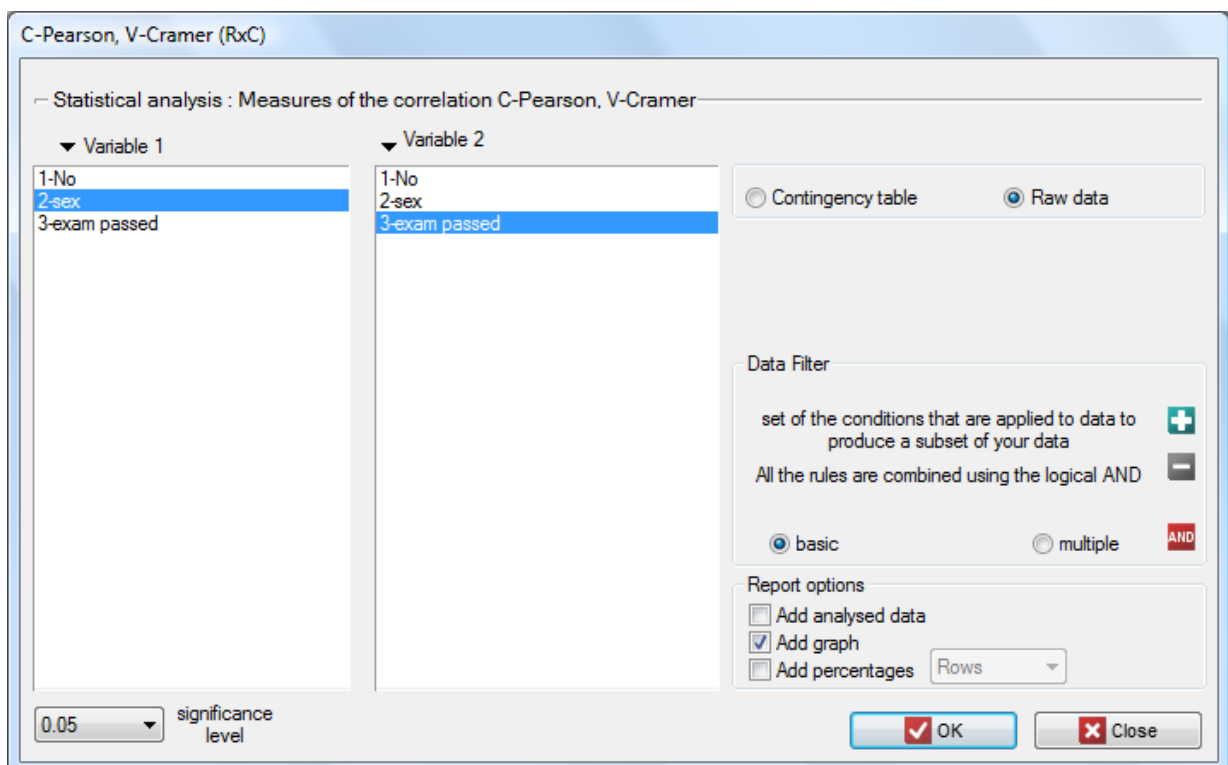 C-Pearson, V-Cramer (RxC)
Statistical analysis : Measures of the correlation C-Pearson, V-Cramer
Variable 1
1-No
2-sex
3-exam passed
Variable 2
1-No
2-sex
3-exam passed
Contingency table
Raw data
Data Filter
set of the conditions that are applied to data to
produce a subset of your data
All the rules are combined using the logical AND
basic
multiple
AND
Report options
Add analysed data
Add graph
Add percentages
Rows
0.05
significance
level
OK
Close